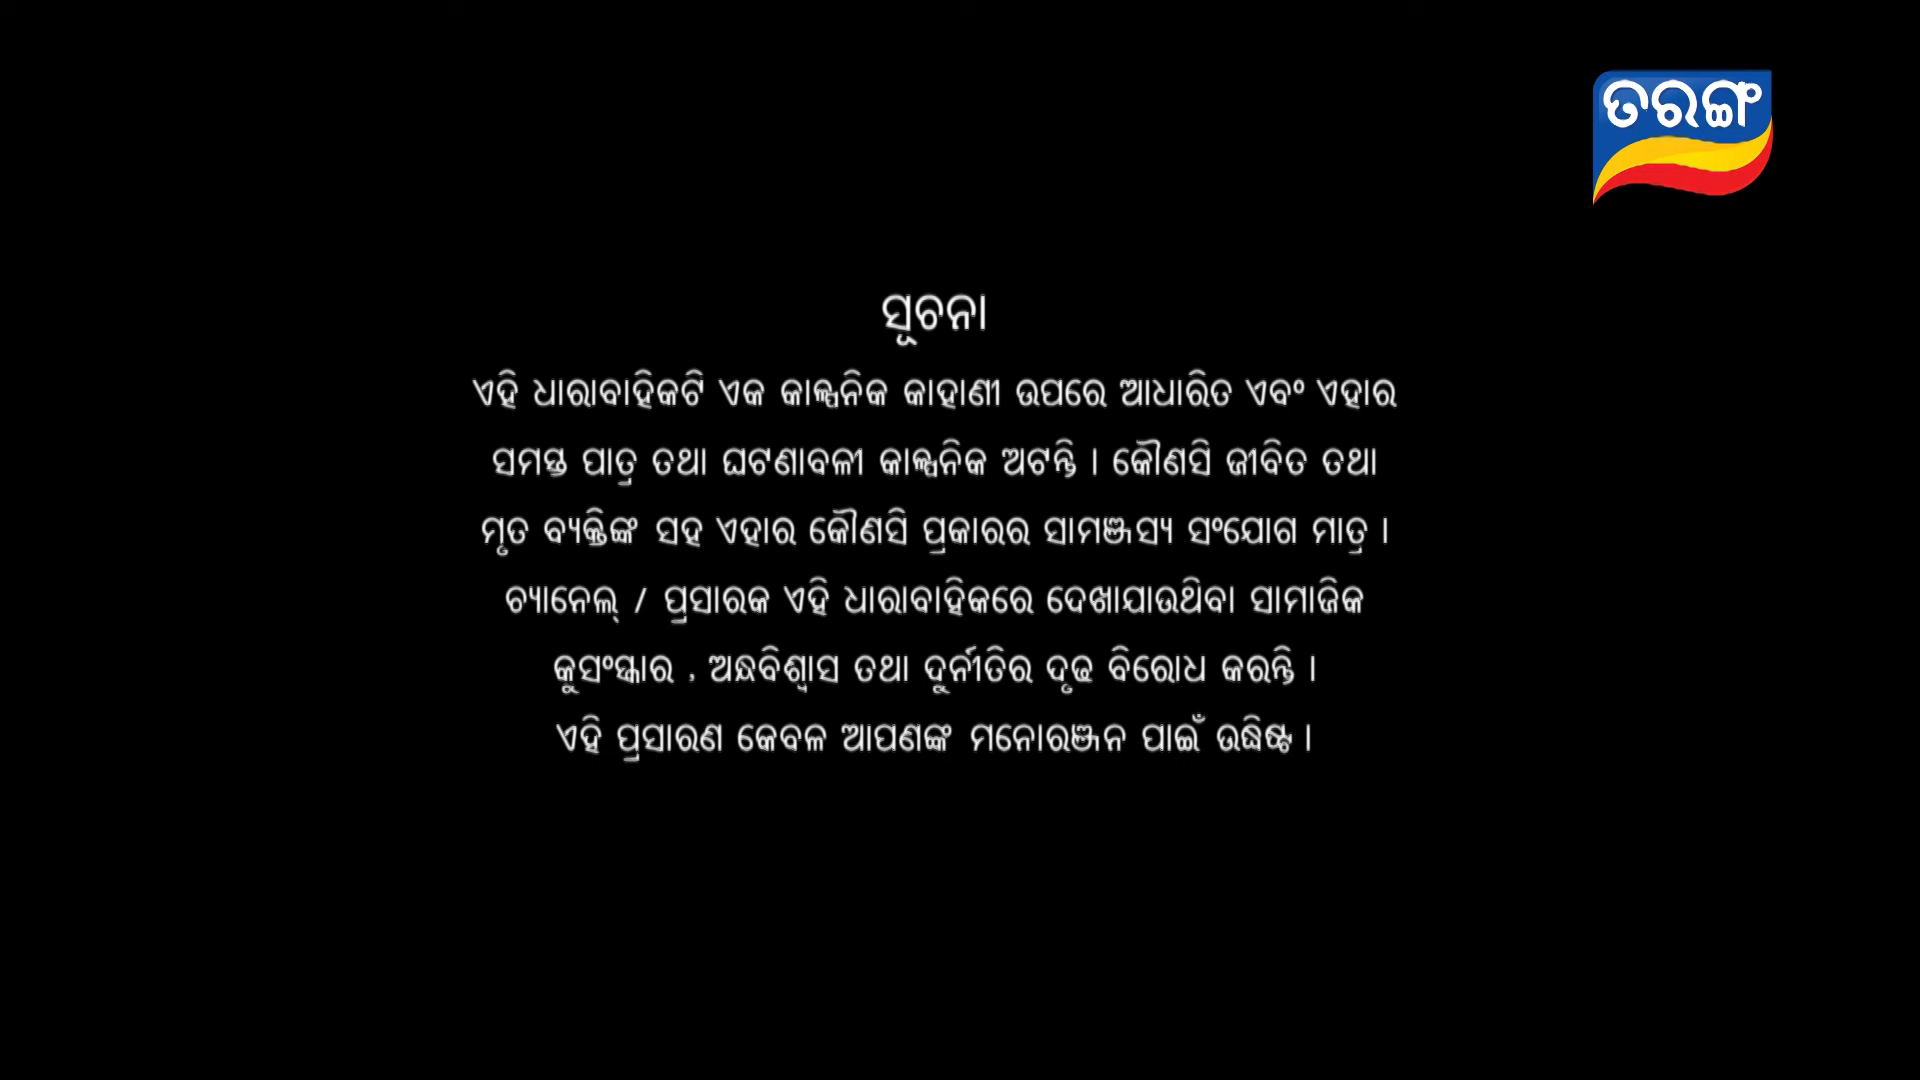 ତରଙ୍ଗ
ସୂଚନା
ଏହି ଧାରାବାହିକଟି ଏକ କାଳ୍ପନିକ କାହାଣୀ ଉପରେ ଆଧାରିତ ଏବଂ ଏହାର
ସମସ୍ତ ପାତ୍ର ତଥା ଘଟଣାବଳୀ କାଳ୍ପନିକ ଅଟନ୍ତି । କୌଣସି ଜୀବିତ ତଥା
ମୃତ ବ୍ୟକ୍ତିଙ୍କ ସହ ଏହାର କୌଣସି ପ୍ରକାରର ସାମଞ୍ଜସ୍ୟ ସଂଯୋଗ ମାତ୍ର ।
ଚ୍ୟାନେଲ୍ / ପ୍ରସାରକ ଏହି ଧାରାବାହିକରେ ଦେଖାଯାଉଥିବା ସାମାଜିକ
କୁସଂସ୍କାର , ଅନ୍ଧବିଶ୍ୱାସ ତଥା ଦୁର୍ନୀତିର ଦୃଢ ବିରୋଧ କରନ୍ତି ।
ଏହି ପ୍ରସାରଣ କେବଳ ଆପଣଙ୍କ ମନୋରଞ୍ଜନ ପାଇଁ ଉଦ୍ଧିଷ୍ଟ ।